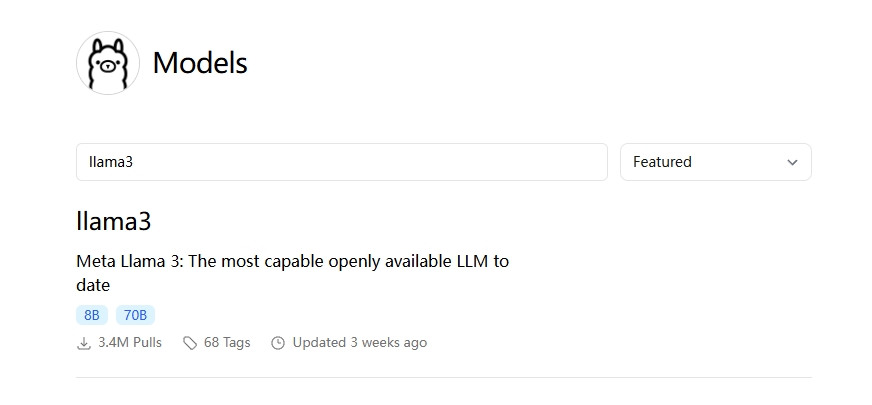 Models
llama3
Featured
llama3
Meta Llama 3: The most capable openly available LLM to
date
8B 70B
3.4M Pulls 68 Tags Updated 3 weeks ago